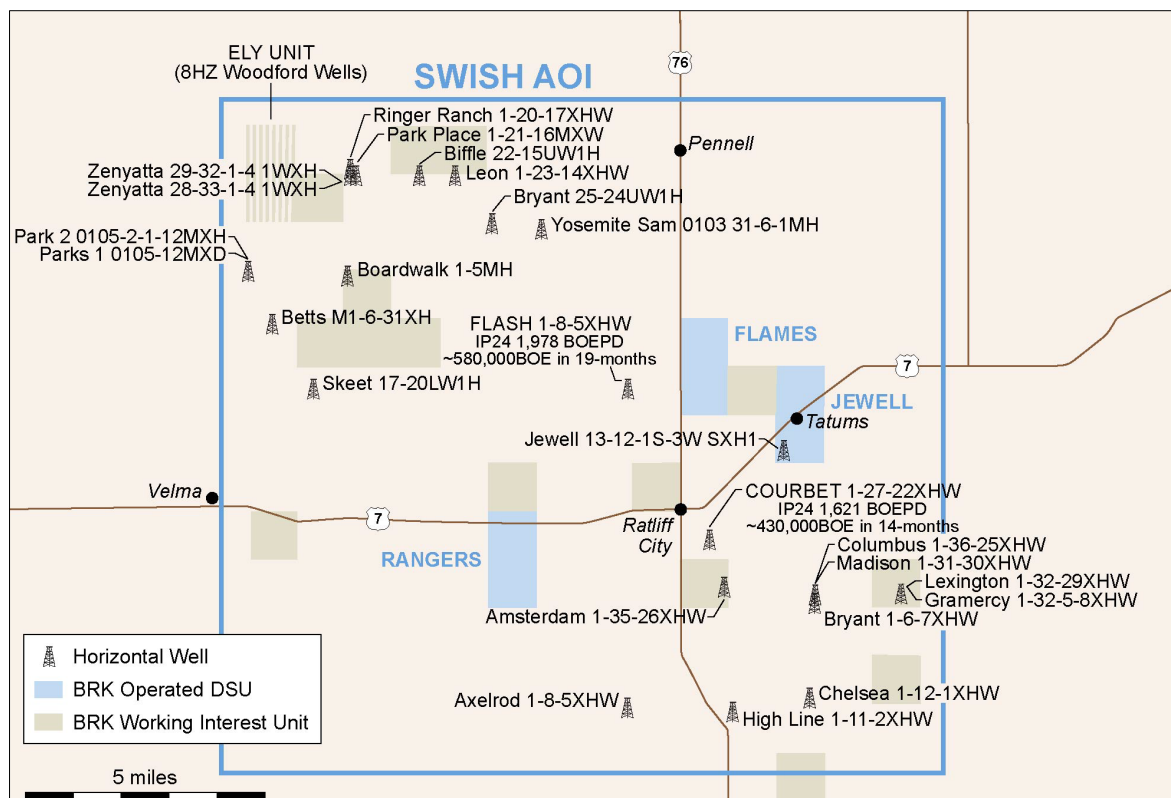 ELY UNIT
(8HZ Woodford Wells)
SWISH AOI
76
Ringer Ranch 1-20-17XHW
Park Place 1-21-16MXW
Biffle 22-15UW1H
Leon 1-23-14XHW
Pennell
Zenyatta 29-32-1-4 1WXH
Zenyatta 28-33-1-4 1WXH
Bryant 25-24UW1H
Yosemite Sam 0103 31-6-1MH
Park 2 0105-2-1-12MXH
Parks 1 0105-12MXD
Boardwalk 1-5MH
Betts M1-6-31XH
FLASH 1-8-5XHW
IP24 1,978 BOEPD
~580,000BOE in 19-months
FLAMES
7
Skeet 17-20LW1H
JEWELL
Tatums
Jewell 13-12-1S-3W SXH1
Velma
COURBET 1-27-22XHW
IP24 1,621 BOEPD
~430,000BOE in 14-months
7
Ratliff
City
RANGERS
Columbus 1-36-25XHW
Madison 1-31-30XHW
Lexington 1-32-29XHW
Gramercy 1-32-5-8XHW
Amsterdam 1-35-26XHW
Bryant 1-6-7XHW
Horizontal Well
BRK Operated DSU
BRK Working Interest Unit
Axelrod 1-8-5XHW
Chelsea 1-12-1XHW
High Line 1-11-2XHW
5 miles